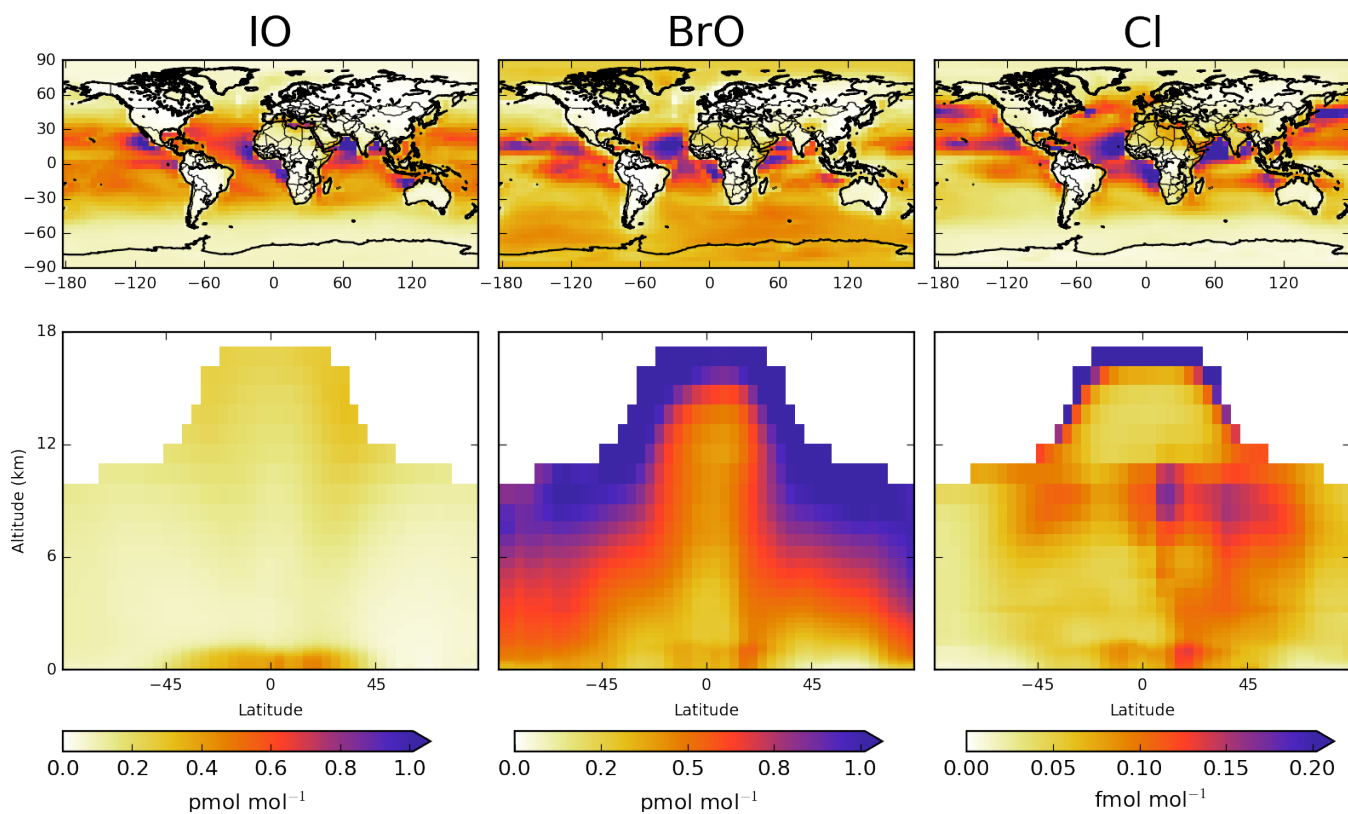 IO BrO Cl
90
60
30
0
−30
−60
−90
−180 −120 −60 0 60 120 −180 −120 −60 0 60 120 −180 −120 −60 0 60 120
18
12
6
0
Altitude (km)
−45 0 45 −45 0 45 −45 0 45
Latitude Latitude Latitude
0.0 0.2 0.4 0.6 0.8 1.0 0.0 0.2 0.5 0.8 1.0 0.00 0.05 0.10 0.15 0.20
pmol mol⁻¹ pmol mol⁻¹ fmol mol⁻¹